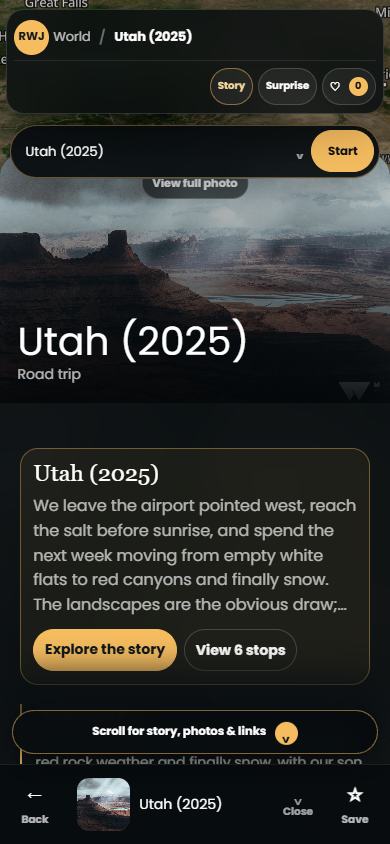 Great Falls
RWJ World / Utah (2025)
Story Surprise ♡ 0
Utah (2025) v Start
View full photo
Utah (2025)
Road trip
Utah (2025)
We leave the airport pointed west, reach
the salt before sunrise, and spend the
next week moving from empty white
flats to red canyons and finally snow.
The landscapes are the obvious draw;...
Explore the story View 6 stops
Scroll for story, photos & links v
red rock weather and finally snow, with our son
← Back Utah (2025) v Close ☆ Save